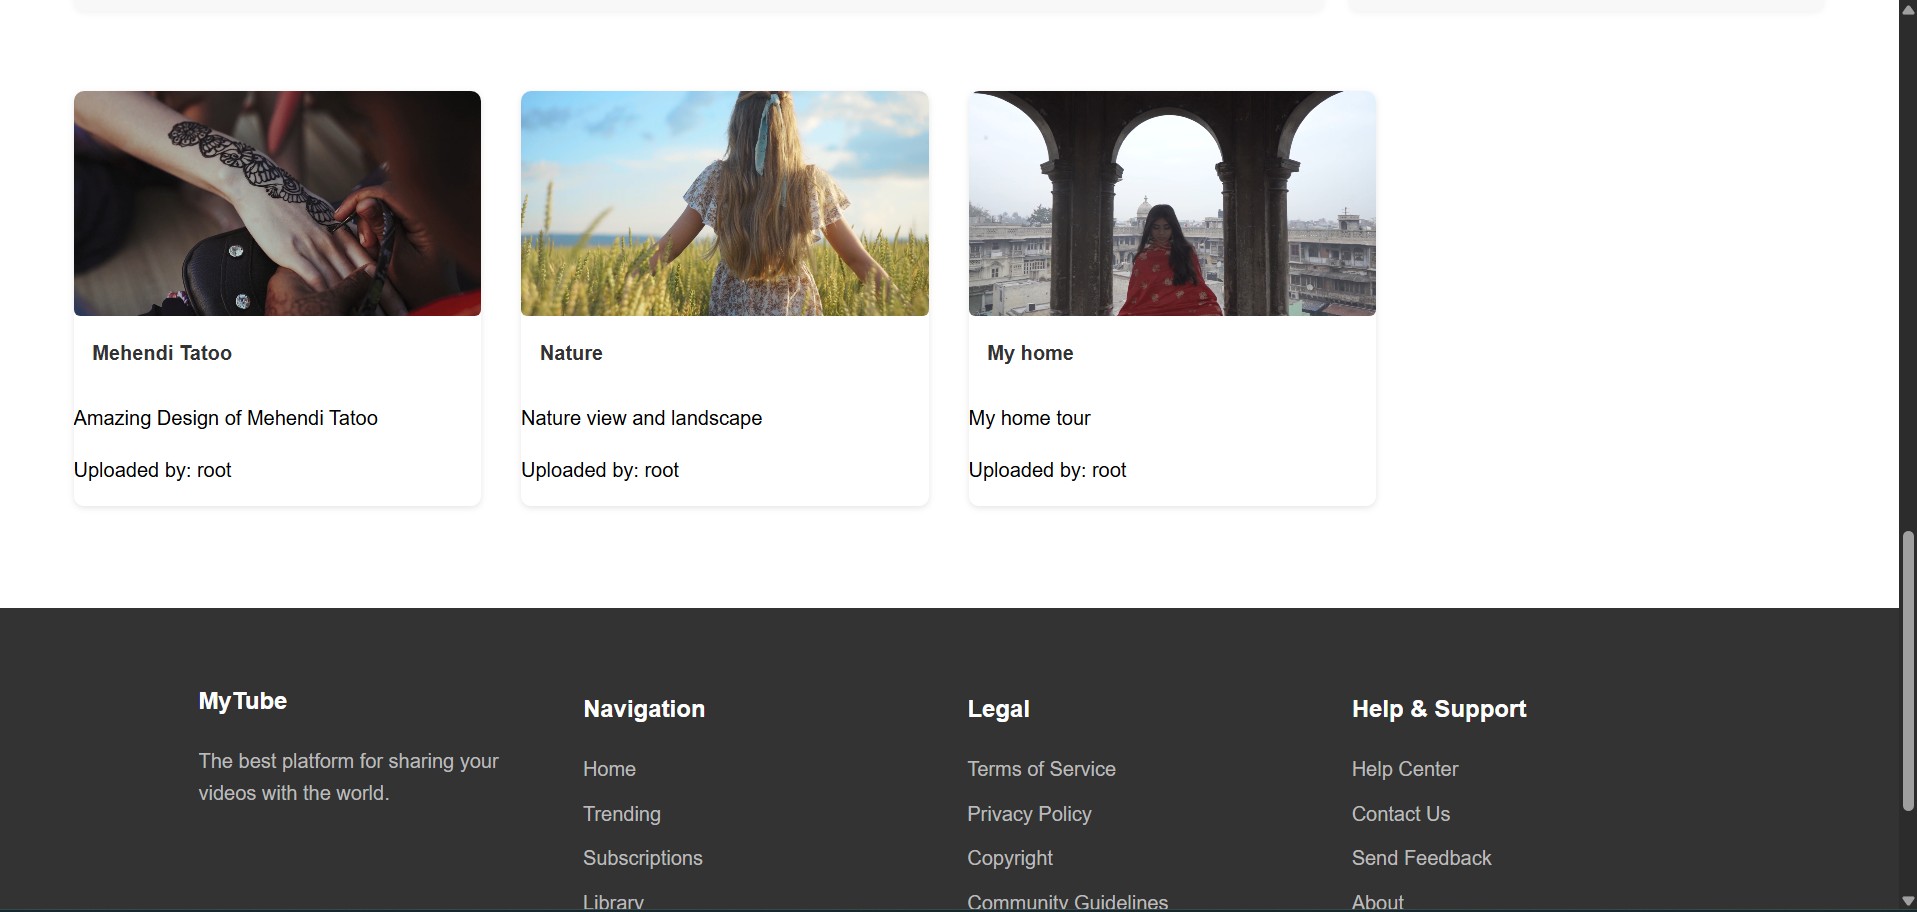 Mehendi Tatoo
Amazing Design of Mehendi Tatoo
Uploaded by: root
Nature
Nature view and landscape
Uploaded by: root
My home
My home tour
Uploaded by: root
MyTube
The best platform for sharing your
videos with the world.
Navigation
Home
Trending
Subscriptions
Library
Legal
Terms of Service
Privacy Policy
Copyright
Community Guidelines
Help & Support
Help Center
Contact Us
Send Feedback
About